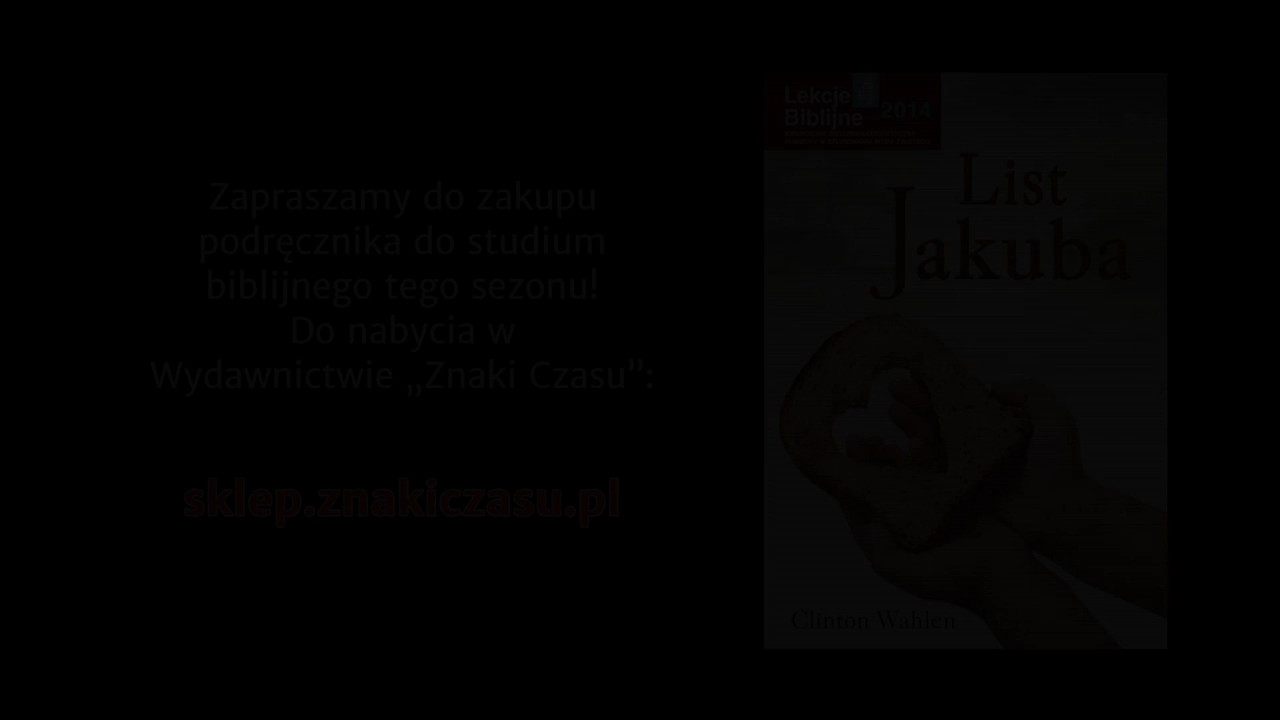 Zapraszamy do zakupu
podręcznika do studium
biblijnego tego sezonu!
Do nabycia w
Wydawnictwie „Znaki Czasu”:
sklep.znakiczasu.pl
Lekcje 4
Biblijne 2014
List
Jakuba
Clinton Wahlen